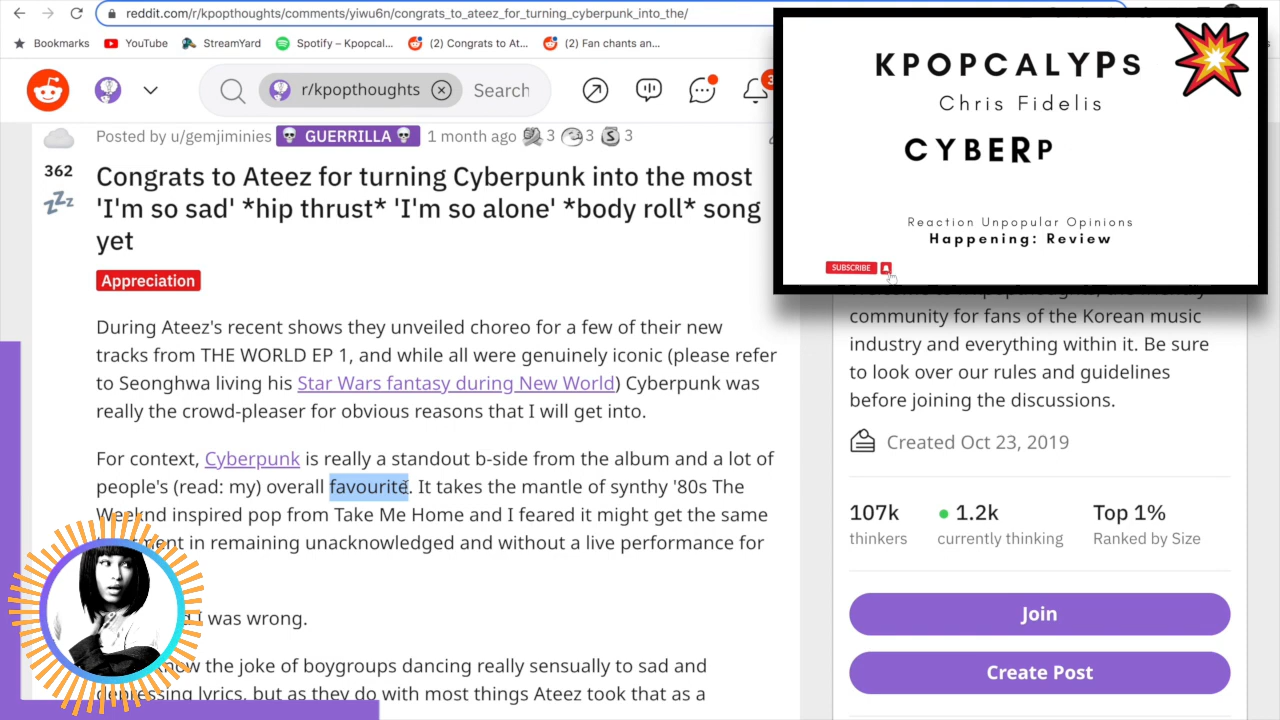 reddit.com/r/kpopthoughts/comments/yiwu6n/congrats_to_ateez_for_turning_cyberpunk_into_the/
Bookmarks
YouTube
StreamYard
Spotify – Kpopcal...
(2) Congrats to At...
(2) Fan chants an...
r/kpopthoughts
Search
3
Posted by u/gemjiminies
GUERRILLA
1 month ago
3
3
3
362
Congrats to Ateez for turning Cyberpunk into the most
'I'm so sad' *hip thrust* 'I'm so alone' *body roll* song
yet
Appreciation
During Ateez's recent shows they unveiled choreo for a few of their new
tracks from THE WORLD EP 1, and while all were genuinely iconic (please refer
to Seonghwa living his Star Wars fantasy during New World) Cyberpunk was
really the crowd-pleaser for obvious reasons that I will get into.
For context, Cyberpunk is really a standout b-side from the album and a lot of
people's (read: my) overall favourite. It takes the mantle of synthy '80s The
Weeknd inspired pop from Take Me Home and I feared it might get the same
in remaining unacknowledged and without a live performance for
I was wrong.
the joke of boygroups dancing really sensually to sad and
depressing lyrics, but as they do with most things Ateez took that as a
KPOPCALYPS
Chris Fidelis
CYBERP
Reaction Unpopular Opinions
Happening: Review
SUBSCRIBE
community for fans of the Korean music
industry and everything within it. Be sure
to look over our rules and guidelines
before joining the discussions.
Created Oct 23, 2019
107k
thinkers
1.2k
currently thinking
Top 1%
Ranked by Size
Join
Create Post